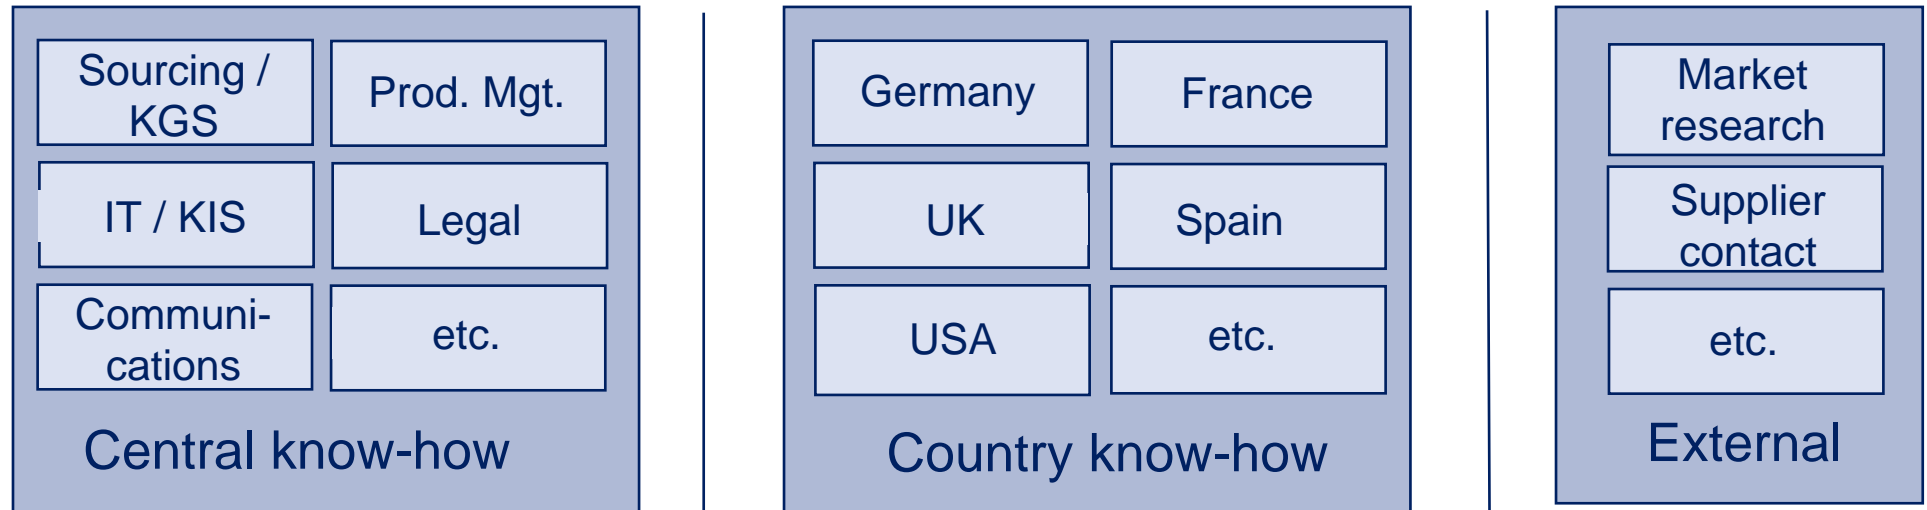 Sourcing /
KGS
Prod. Mgt.
IT / KIS
Legal
Communi-
cations
etc.
Central know-how
Germany
France
UK
Spain
USA
etc.
Country know-how
Market
research
Supplier
contact
etc.
External